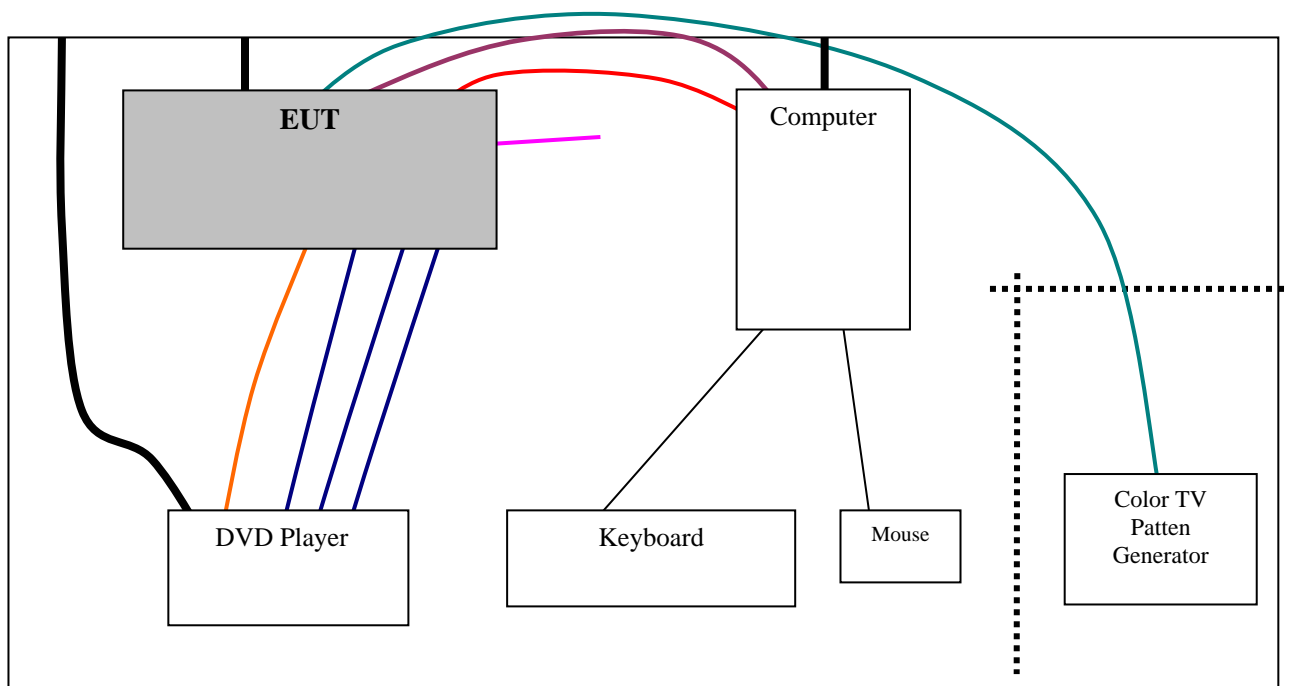 EUT
Computer
DVD Player
Keyboard
Mouse
Color TV
Patten
Generator